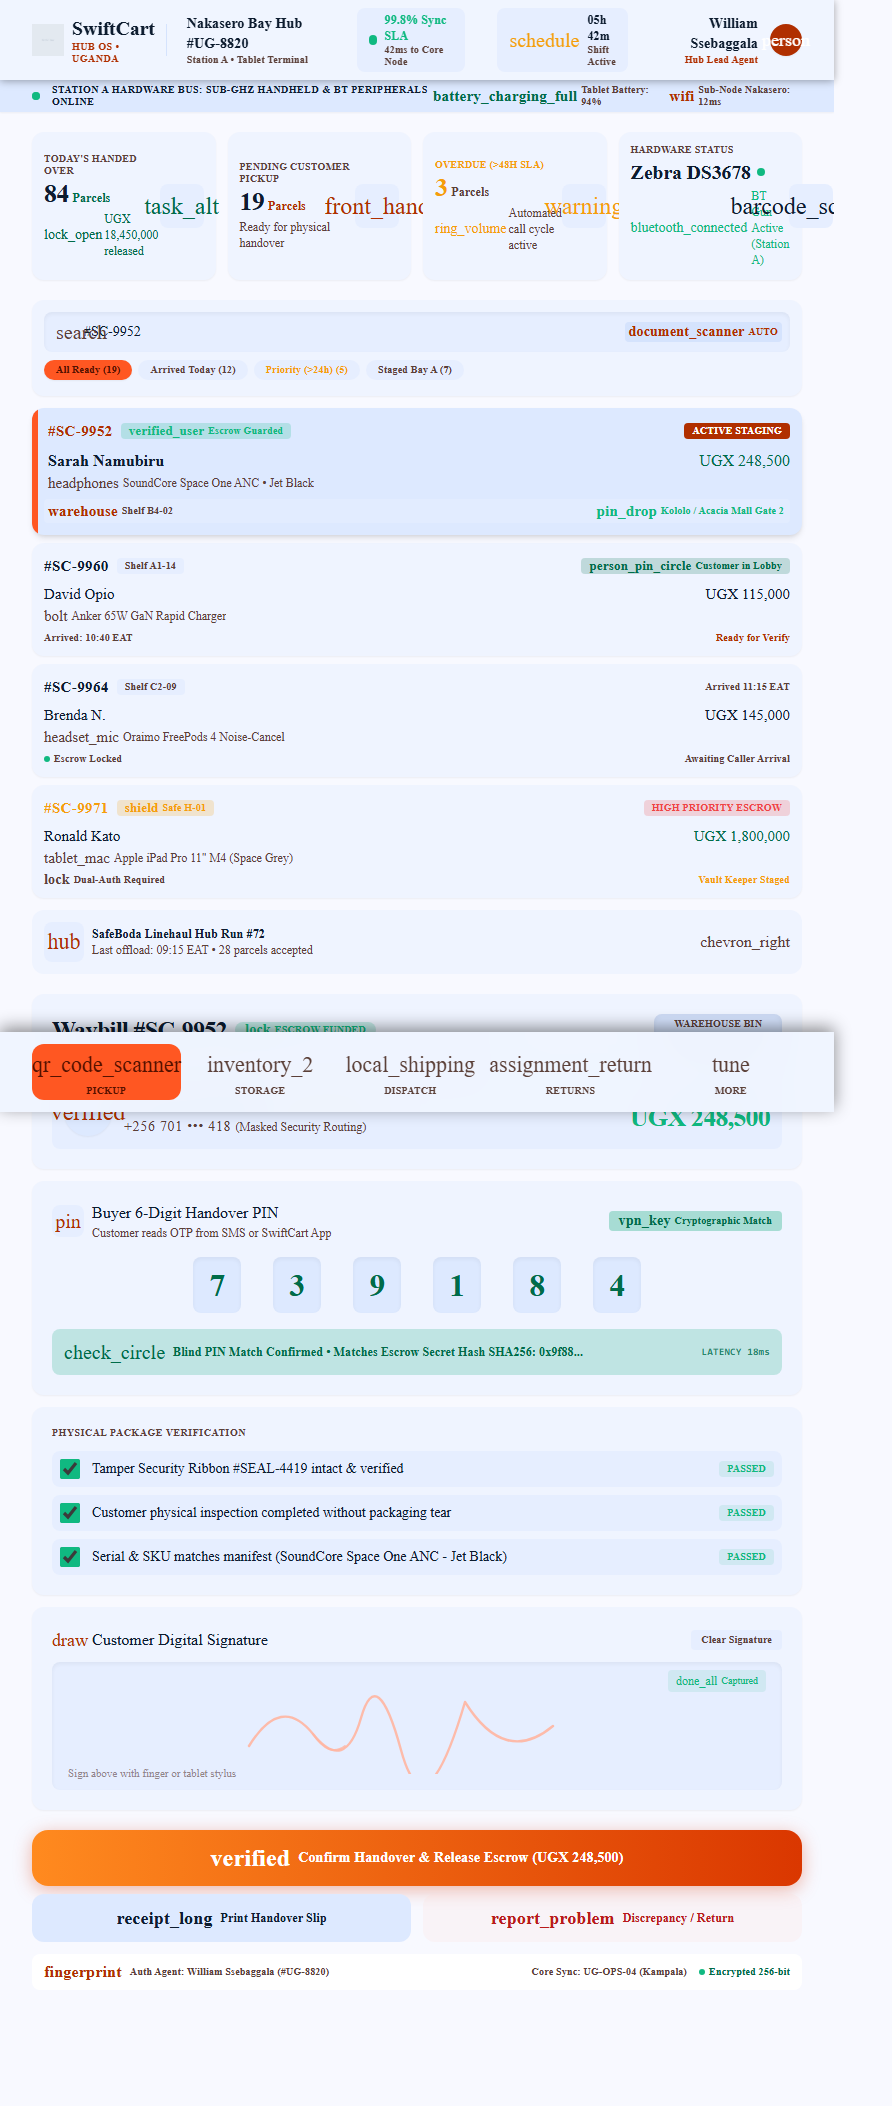 SwiftCart
HUB OS •
UGANDA
Nakasero Bay Hub
#UG-8820
Station A • Tablet Terminal
99.8% Sync
SLA
42ms to Core
Node
schedule
05h
42m
Shift
Active
William
Ssebaggala
Hub Lead Agent
person
STATION A HARDWARE BUS: SUB-GHZ HANDHELD & BT PERIPHERALS
ONLINE
battery_charging_full
Tablet Battery:
94%
wifi
Sub-Node Nakasero:
12ms
TODAY'S HANDED
OVER
84 Parcels
lock_open
UGX
18,450,000
released
task_alt
PENDING CUSTOMER
PICKUP
19 Parcels
Ready for physical
handover
front_hand
OVERDUE (>48H SLA)
3 Parcels
ring_volume
Automated
call cycle
active
warning
HARDWARE STATUS
Zebra DS3678
bluetooth_connected
BT
Gun
Active
(Station
A)
barcode_sc
search
#SC-9952
document_scanner AUTO
All Ready (19)
Arrived Today (12)
Priority (>24h) (5)
Staged Bay A (7)
#SC-9952
verified_user Escrow Guarded
ACTIVE STAGING
Sarah Namubiru
UGX 248,500
headphones SoundCore Space One ANC • Jet Black
warehouse Shelf B4-02
pin_drop Kololo / Acacia Mall Gate 2
#SC-9960
Shelf A1-14
person_pin_circle Customer in Lobby
David Opio
UGX 115,000
bolt Anker 65W GaN Rapid Charger
Arrived: 10:40 EAT
Ready for Verify
#SC-9964
Shelf C2-09
Arrived 11:15 EAT
Brenda N.
UGX 145,000
headset_mic Oraimo FreePods 4 Noise-Cancel
Escrow Locked
Awaiting Caller Arrival
#SC-9971
shield Safe H-01
HIGH PRIORITY ESCROW
Ronald Kato
UGX 1,800,000
tablet_mac Apple iPad Pro 11" M4 (Space Grey)
lock Dual-Auth Required
Vault Keeper Staged
hub
SafeBoda Linehaul Hub Run #72
Last offload: 09:15 EAT • 28 parcels accepted
chevron_right
Waybill #SC-9952
lock ESCROW FUNDED
WAREHOUSE BIN
qr_code_scanner
PICKUP
inventory_2
STORAGE
local_shipping
DISPATCH
assignment_return
RETURNS
tune
MORE
verified
+256 701 ••• 418 (Masked Security Routing)
UGX 248,500
pin
Buyer 6-Digit Handover PIN
Customer reads OTP from SMS or SwiftCart App
vpn_key Cryptographic Match
7 3 9 1 8 4
check_circle Blind PIN Match Confirmed • Matches Escrow Secret Hash SHA256: 0x9f88...
LATENCY 18ms
PHYSICAL PACKAGE VERIFICATION
Tamper Security Ribbon #SEAL-4419 intact & verified
PASSED
Customer physical inspection completed without packaging tear
PASSED
Serial & SKU matches manifest (SoundCore Space One ANC - Jet Black)
PASSED
draw Customer Digital Signature
Clear Signature
done_all Captured
Sign above with finger or tablet stylus
verified Confirm Handover & Release Escrow (UGX 248,500)
receipt_long Print Handover Slip
report_problem Discrepancy / Return
fingerprint Auth Agent: William Ssebaggala (#UG-8820)
Core Sync: UG-OPS-04 (Kampala)
Encrypted 256-bit